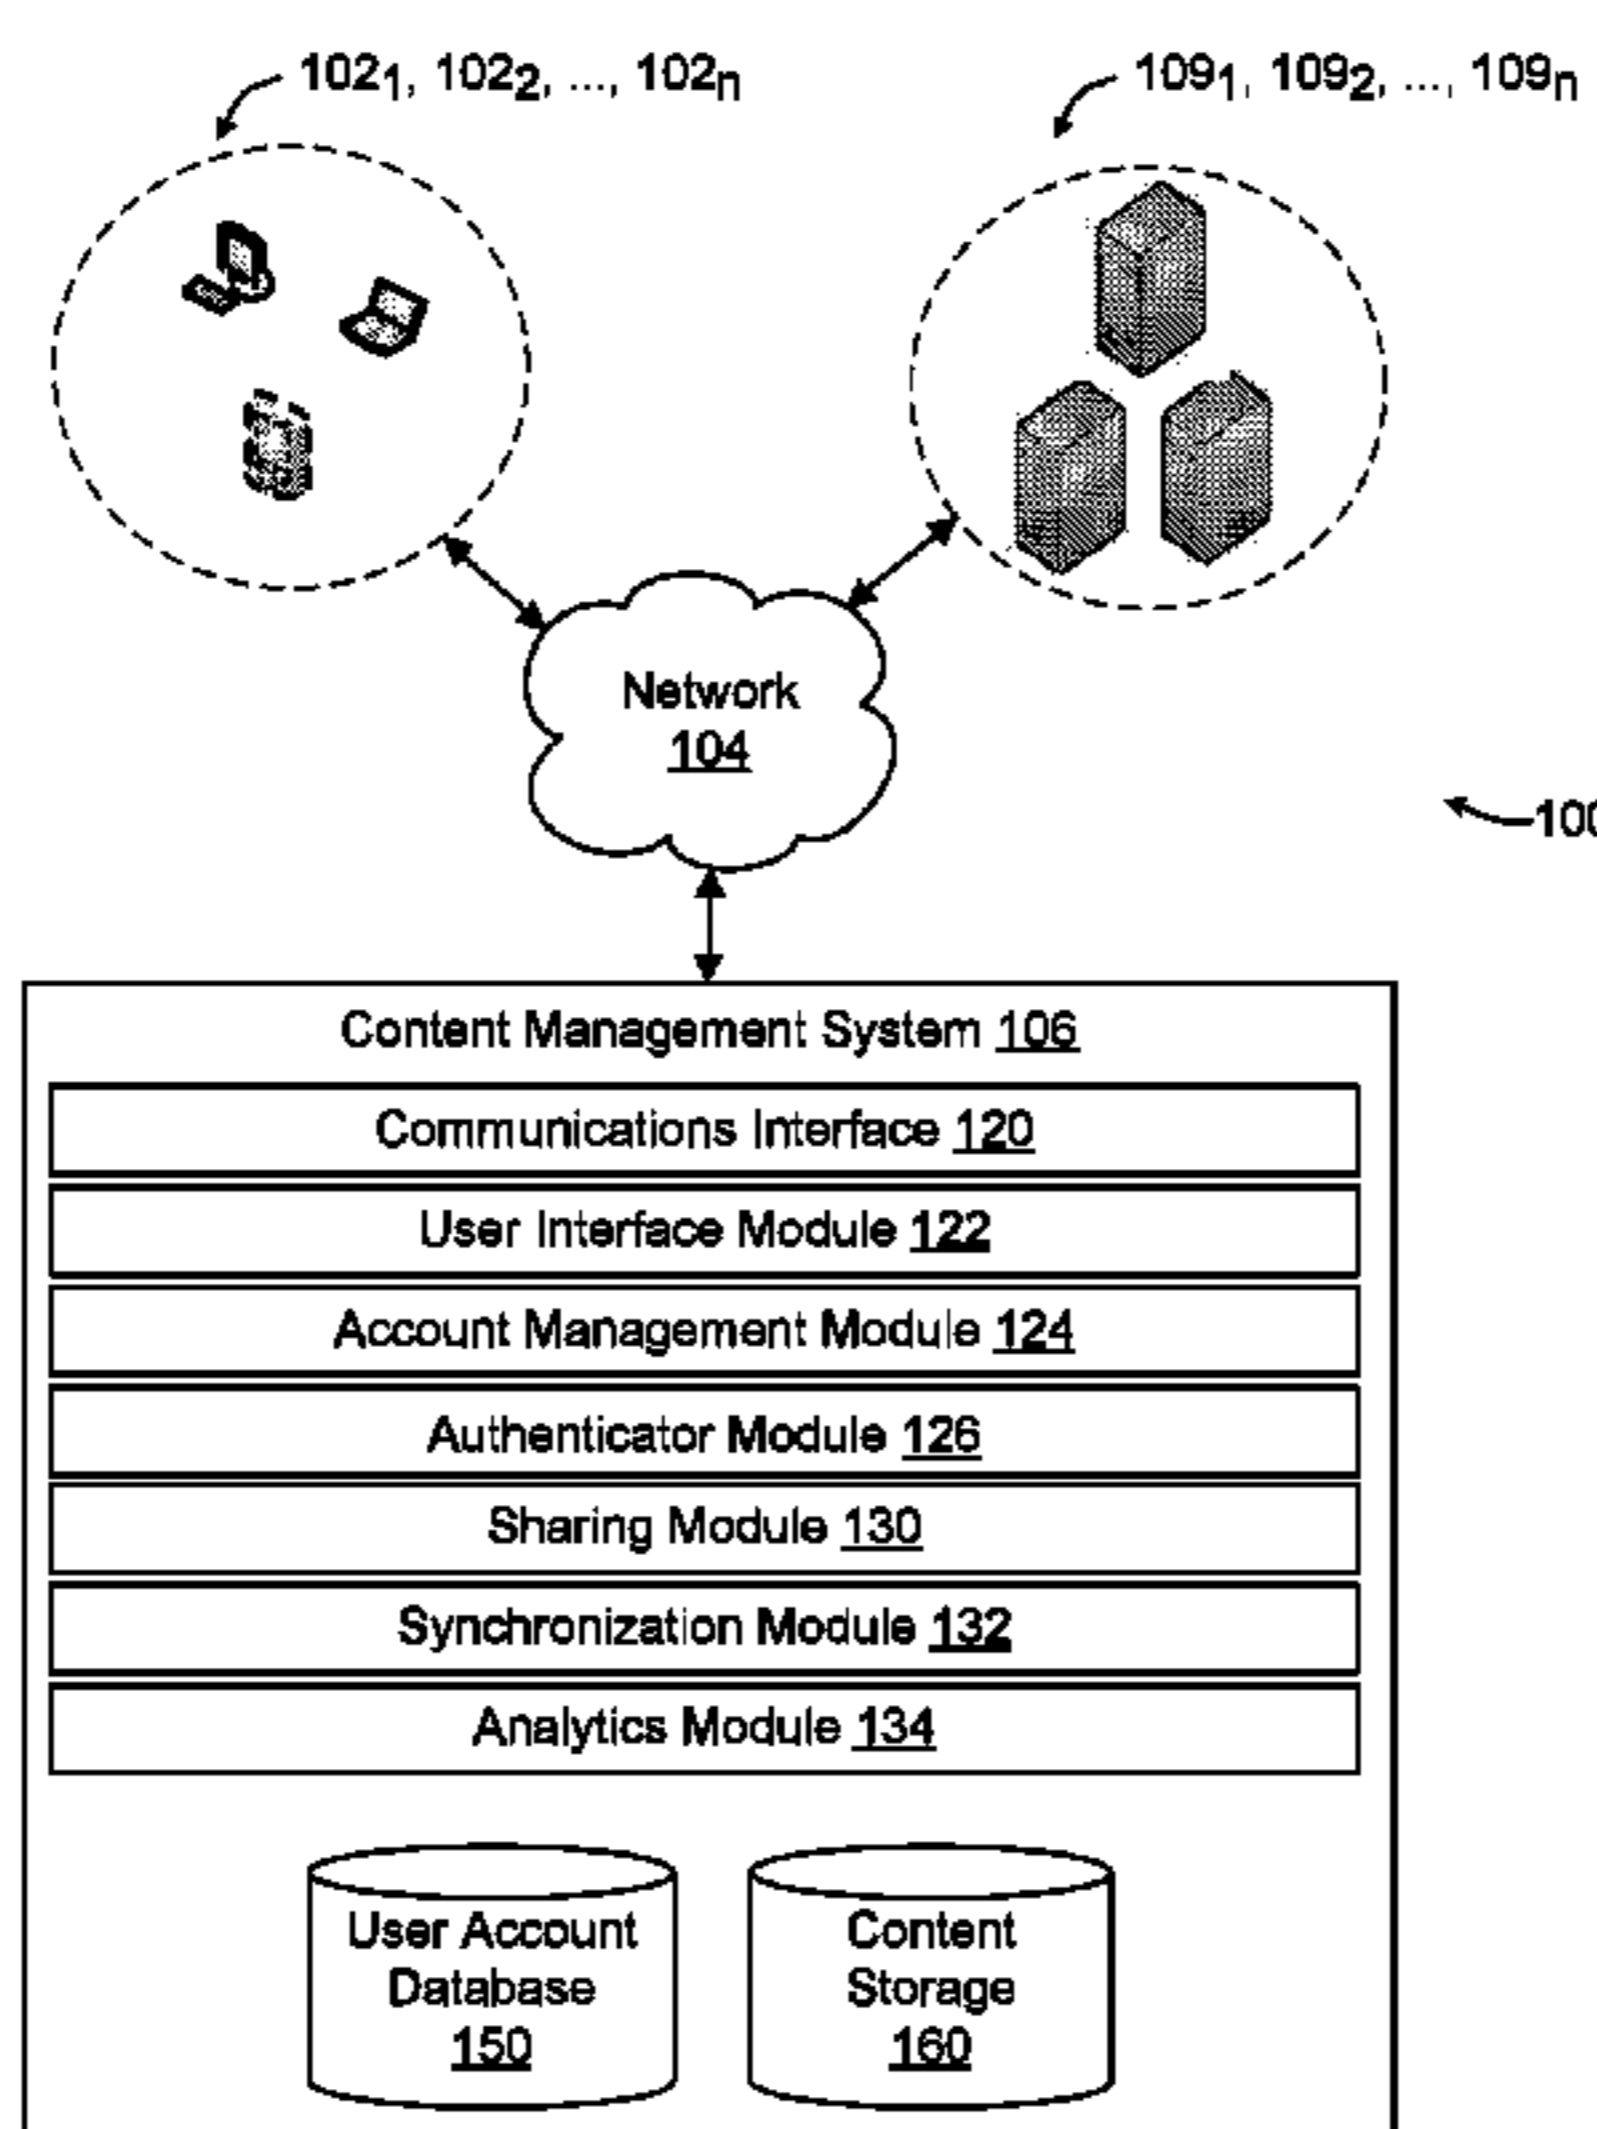 102₁, 102₂, ..., 102ₙ
109₁, 109₂, ..., 109ₙ
Network
104
100
Content Management System 106
Communications Interface 120
User Interface Module 122
Account Management Module 124
Authenticator Module 126
Sharing Module 130
Synchronization Module 132
Analytics Module 134
User Account
Database
150
Content
Storage
160